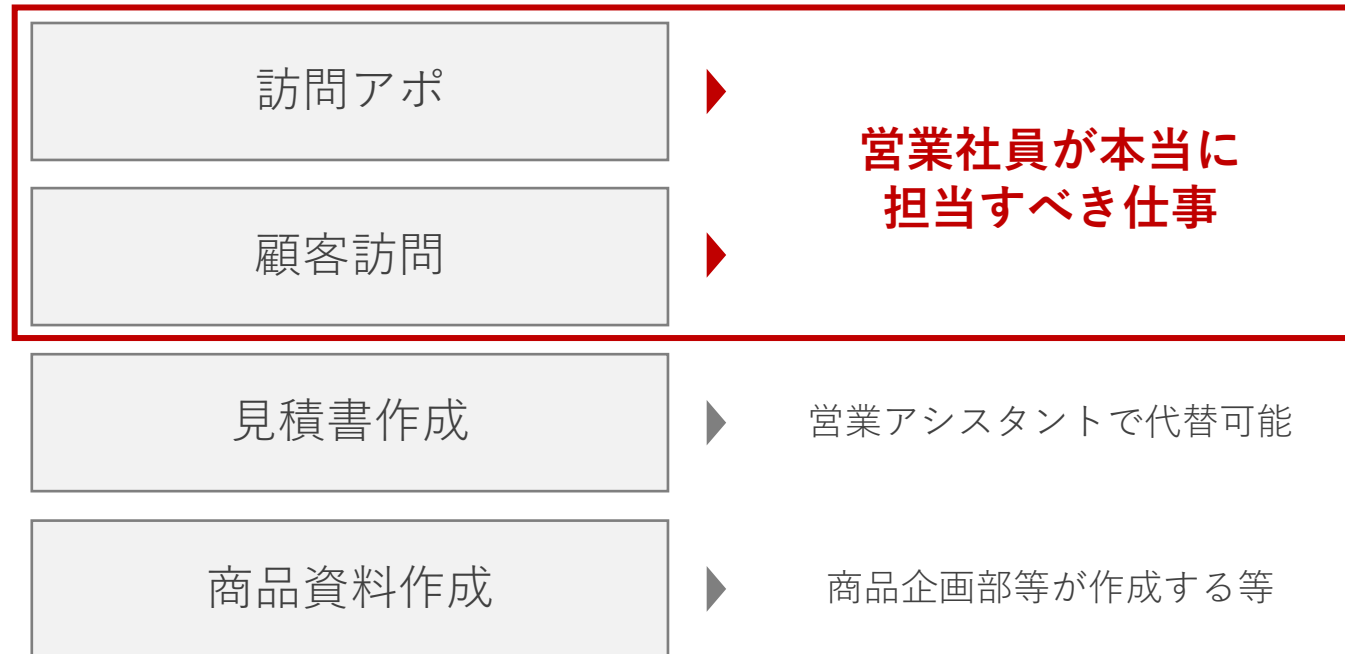 訪問アポ
営業社員が本当に
担当すべき仕事
顧客訪問
見積書作成
営業アシスタントで代替可能
商品資料作成
商品企画部等が作成する等